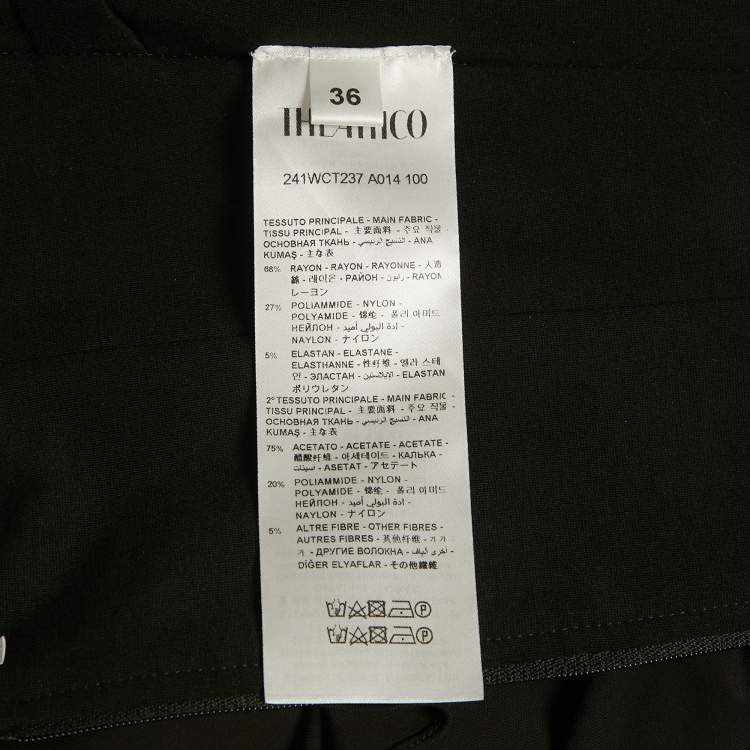 36
THE ATTICO
241WCT237 A014 100
TESSUTO PRINCIPALE - MAIN FABRIC -
TISSU PRINCIPAL - 主要面料 - 주요 직물 -
ОСНОВНАЯ ТКАНЬ - النسيج الرئيسي - ANA
KUMAŞ - 主な表
68% RAYON - RAYON - RAYONNE - 人造
絲 - 레이온 - РАЙОН - رايون - RAYON
レーヨン
27% POLIAMMIDE - NYLON -
POLYAMIDE - 锦纶 - 폴리 아미드
НЕЙЛОН - مادة البولي أميد -
NAYLON - ナイロン
5% ELASTAN - ELASTANE -
ELASTHANNE - 性纤维 - 엘라 스테
인 - ЭЛАСТАН - الإيلاستين - ELASTAN
ポリウレタン
2° TESSUTO PRINCIPALE - MAIN FABRIC -
TISSU PRINCIPAL - 主要面料 - 주요 직물 -
ОСНОВНАЯ ТКАНЬ - النسيج الرئيسي - ANA
KUMAŞ - 主な表
75% ACETATO - ACETATE - ACETATE -
醋酸纤维 - 아세테이트 - КАЛЬКА -
اسيتات - ASETAT - アセテート
20% POLIAMMIDE - NYLON -
POLYAMIDE - 锦纶 - 폴리 아미드
НЕЙЛОН - مادة البولي أميد -
NAYLON - ナイロン
5% ALTRE FIBRE - OTHER FIBRES -
AUTRES FIBRES - 其他纤维 - 기 기
가 - ДРУГИЕ ВОЛОКНА - اخرى ألياف -
DİĞER ELYAFLAR - その他繊維
P
P